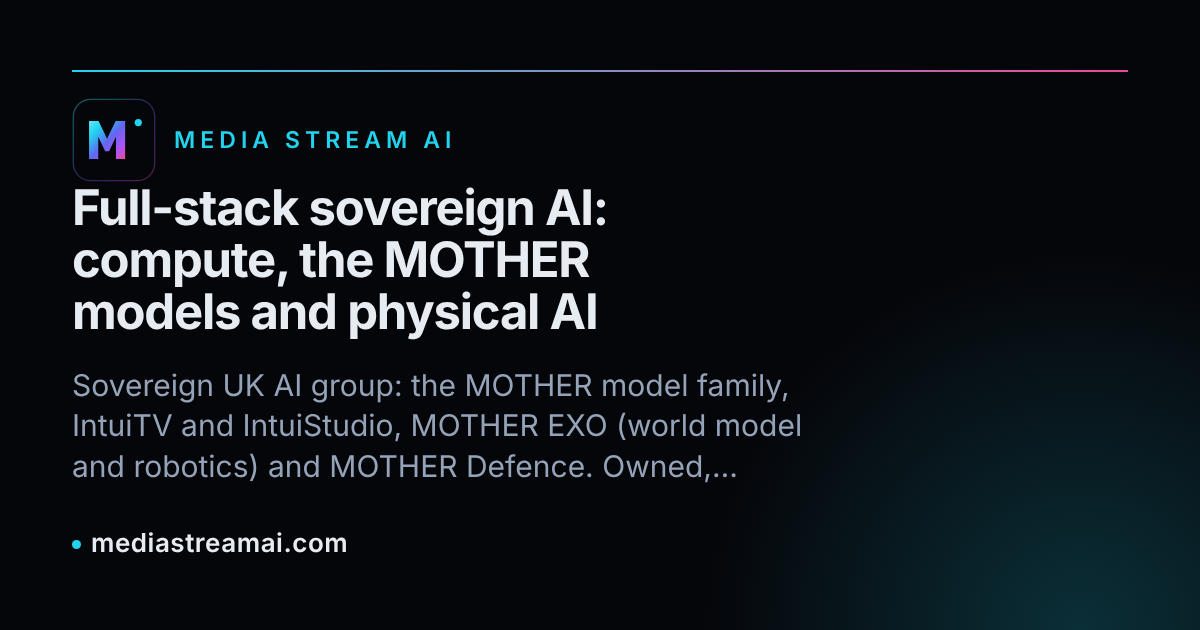 M
MEDIA STREAM AI
Full-stack sovereign AI:
compute, the MOTHER
models and physical AI
Sovereign UK AI group: the MOTHER model family,
IntuiTV and IntuiStudio, MOTHER EXO (world model
and robotics) and MOTHER Defence. Owned,...
mediastreamai.com